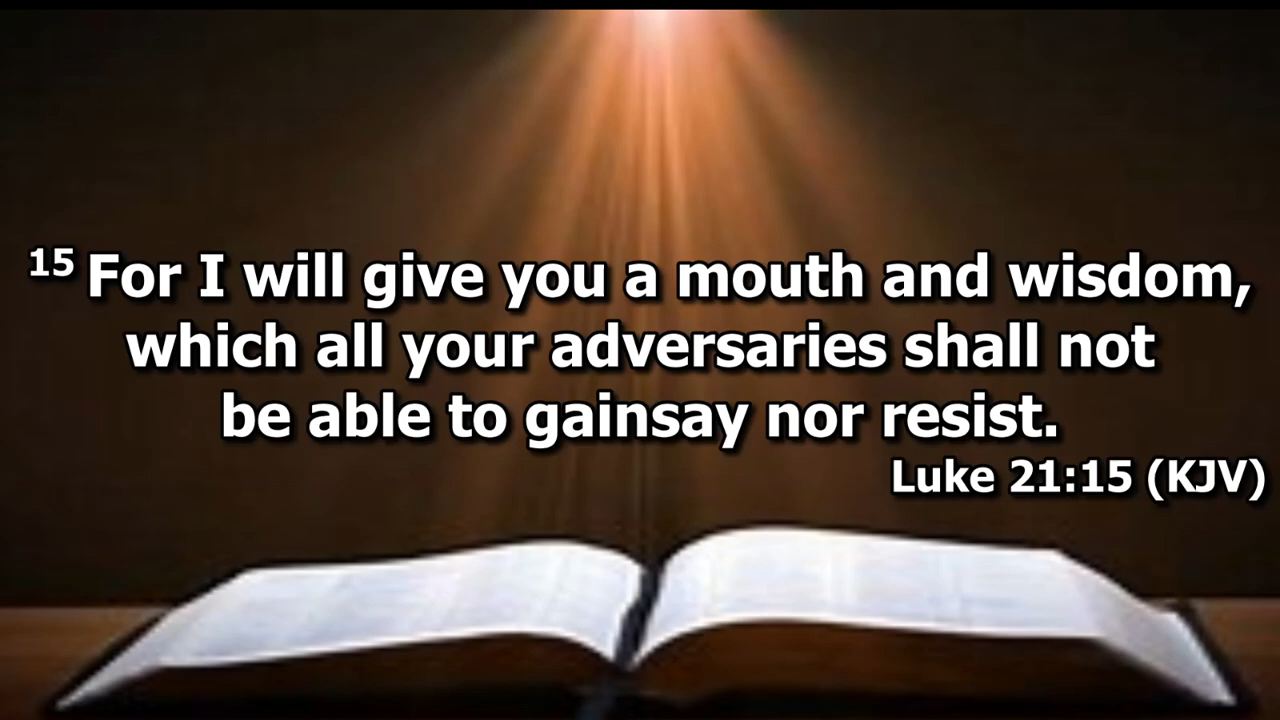 15 For I will give you a mouth and wisdom,
which all your adversaries shall not
be able to gainsay nor resist.
Luke 21:15 (KJV)